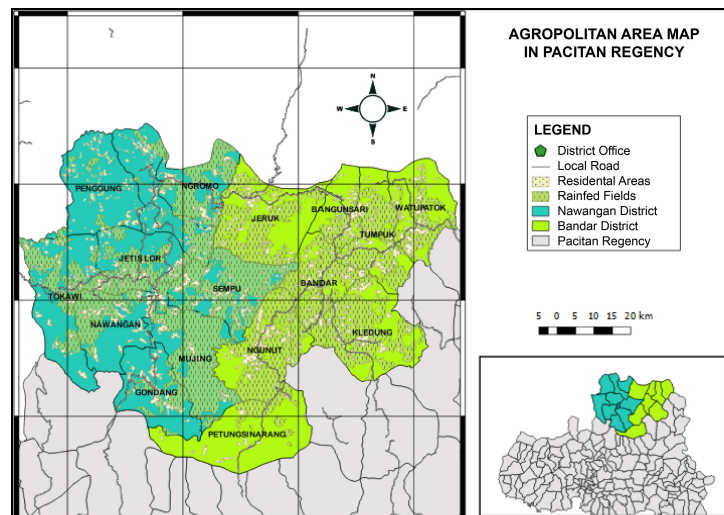 AGROPOLITAN AREA MAP
IN PACITAN REGENCY
N
W
E
S
LEGEND
District Office
Local Road
Residental Areas
Rainfed Fields
Nawangan District
Bandar District
Pacitan Regency
PENGGUNG
NGROMO
JERUK
BANGUNSARI
WATUPATOK
TUMPUK
JETIS LOR
SEMPU
BANDAR
TOKAWI
NAWANGAN
KLEDUNG
MUJING
NGUNUT
GONDANG
PETUNGSINARANG
5 0 5 10 15 20 km